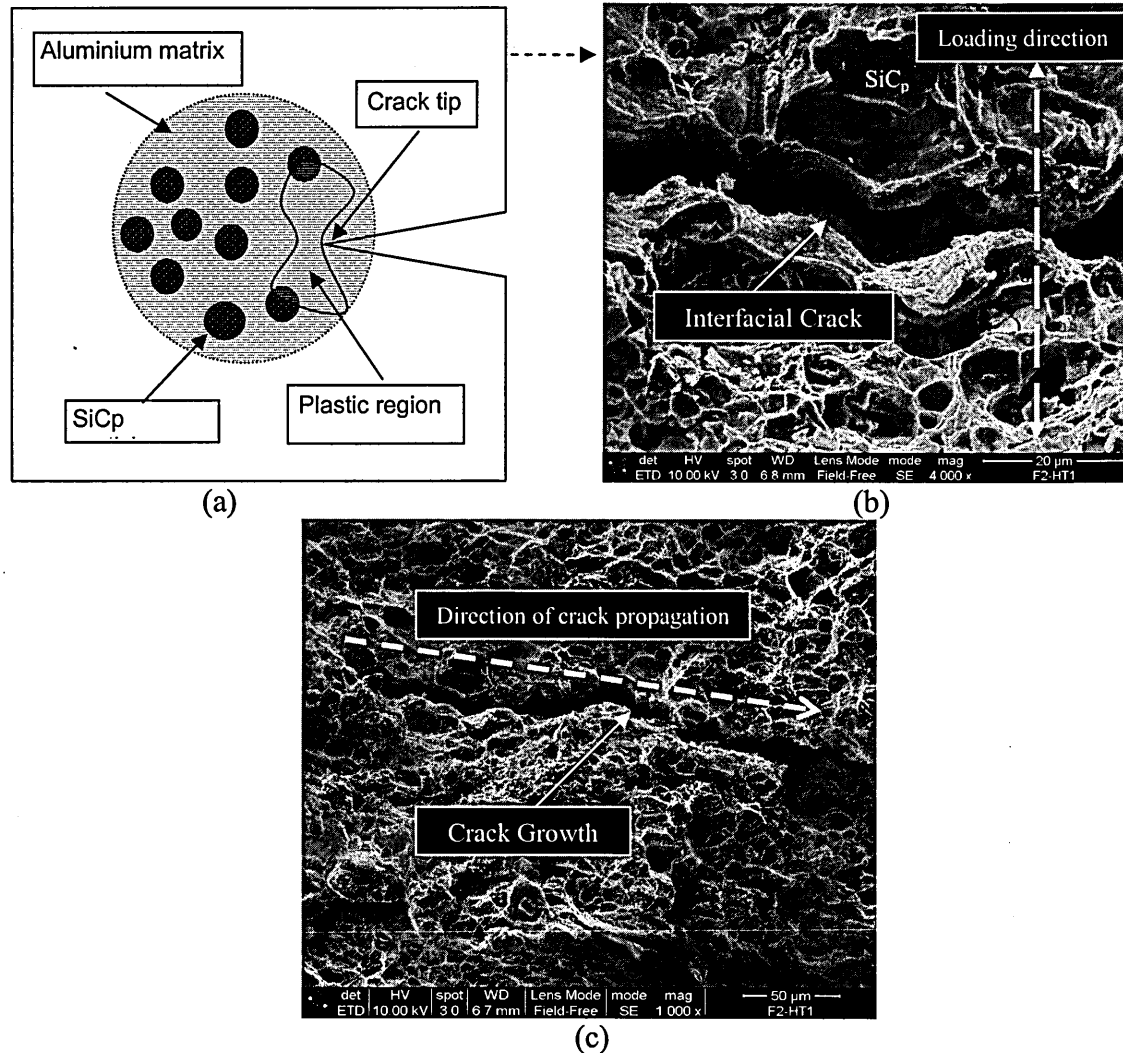 Aluminium matrix
Crack tip
SiCp
Plastic region
(a)
Loading direction
SiCp
Interfacial Crack
det HV spot WD Lens Mode mode mag 20 µm
ETD 10.00 kV 3.0 6.8 mm Field-Free SE 4 000 x F2-HT1
(b)
Direction of crack propagation
Crack Growth
det HV spot WD Lens Mode mode mag 50 µm
ETD 10.00 kV 3.0 6.7 mm Field-Free SE 1 000 x F2-HT1
(c)